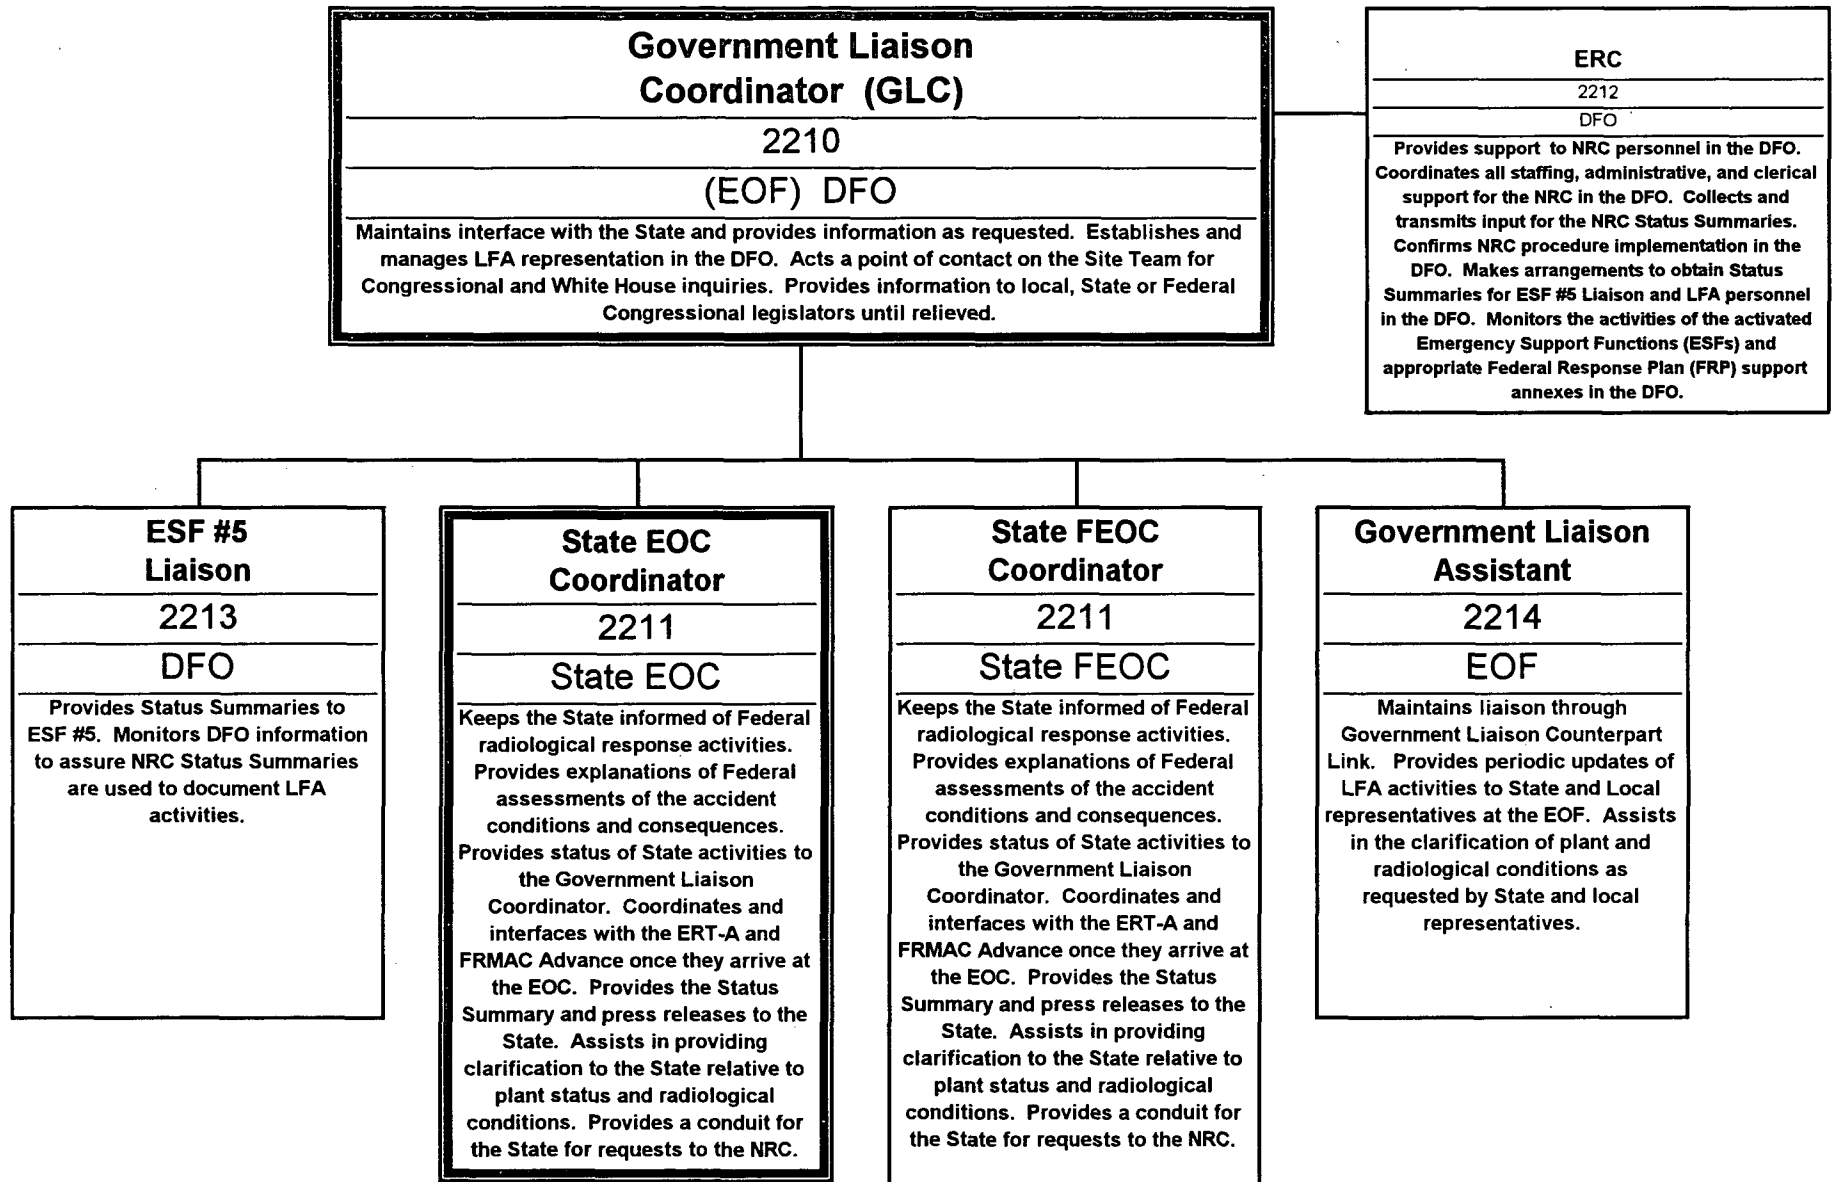 Government Liaison
Coordinator (GLC)
2210
(EOF) DFO
Maintains interface with the State and provides information as requested. Establishes and
manages LFA representation in the DFO. Acts a point of contact on the Site Team for
Congressional and White House inquiries. Provides information to local, State or Federal
Congressional legislators until relieved.
ERC
2212
DFO
Provides support to NRC personnel in the DFO.
Coordinates all staffing, administrative, and clerical
support for the NRC in the DFO. Collects and
transmits input for the NRC Status Summaries.
Confirms NRC procedure implementation in the
DFO. Makes arrangements to obtain Status
Summaries for ESF #5 Liaison and LFA personnel
in the DFO. Monitors the activities of the activated
Emergency Support Functions (ESFs) and
appropriate Federal Response Plan (FRP) support
annexes in the DFO.
ESF #5
Liaison
2213
DFO
Provides Status Summaries to
ESF #5. Monitors DFO information
to assure NRC Status Summaries
are used to document LFA
activities.
State EOC
Coordinator
2211
State EOC
Keeps the State informed of Federal
radiological response activities.
Provides explanations of Federal
assessments of the accident
conditions and consequences.
Provides status of State activities to
the Government Liaison
Coordinator. Coordinates and
interfaces with the ERT-A and
FRMAC Advance once they arrive at
the EOC. Provides the Status
Summary and press releases to the
State. Assists in providing
clarification to the State relative to
plant status and radiological
conditions. Provides a conduit for
the State for requests to the NRC.
State FEOC
Coordinator
2211
State FEOC
Keeps the State informed of Federal
radiological response activities.
Provides explanations of Federal
assessments of the accident
conditions and consequences.
Provides status of State activities to
the Government Liaison
Coordinator. Coordinates and
interfaces with the ERT-A and
FRMAC Advance once they arrive at
the EOC. Provides the Status
Summary and press releases to the
State. Assists in providing
clarification to the State relative to
plant status and radiological
conditions. Provides a conduit for
the State for requests to the NRC.
Government Liaison
Assistant
2214
EOF
Maintains liaison through
Government Liaison Counterpart
Link. Provides periodic updates of
LFA activities to State and Local
representatives at the EOF. Assists
in the clarification of plant and
radiological conditions as
requested by State and local
representatives.